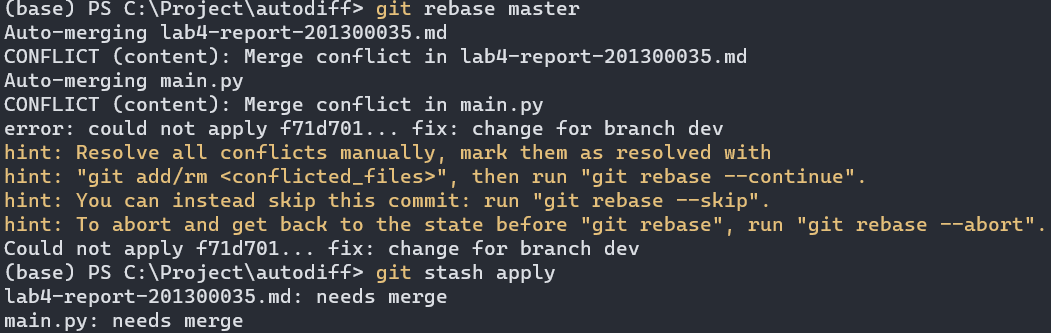 (base) PS C:\Project\autodiff> git rebase master
Auto-merging lab4-report-201300035.md
CONFLICT (content): Merge conflict in lab4-report-201300035.md
Auto-merging main.py
CONFLICT (content): Merge conflict in main.py
error: could not apply f71d701... fix: change for branch dev
hint: Resolve all conflicts manually, mark them as resolved with
hint: "git add/rm <conflicted_files>", then run "git rebase --continue".
hint: You can instead skip this commit: run "git rebase --skip".
hint: To abort and get back to the state before "git rebase", run "git rebase --abort".
Could not apply f71d701... fix: change for branch dev
(base) PS C:\Project\autodiff> git stash apply
lab4-report-201300035.md: needs merge
main.py: needs merge